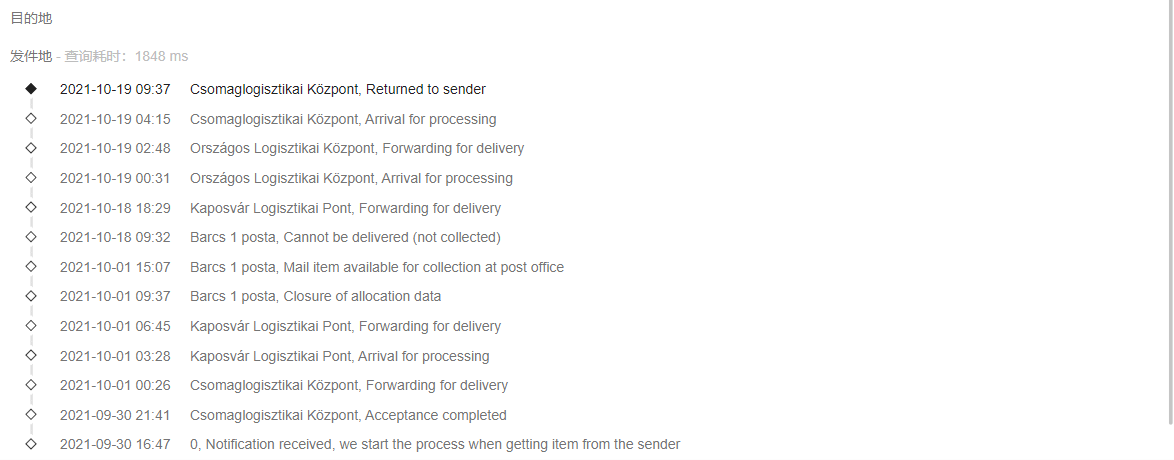 目的地
发件地 - 查询耗时：1848 ms
2021-10-19 09:37 Csomaglogisztikai Központ, Returned to sender
2021-10-19 04:15 Csomaglogisztikai Központ, Arrival for processing
2021-10-19 02:48 Országos Logisztikai Központ, Forwarding for delivery
2021-10-19 00:31 Országos Logisztikai Központ, Arrival for processing
2021-10-18 18:29 Kaposvár Logisztikai Pont, Forwarding for delivery
2021-10-18 09:32 Barcs 1 posta, Cannot be delivered (not collected)
2021-10-01 15:07 Barcs 1 posta, Mail item available for collection at post office
2021-10-01 09:37 Barcs 1 posta, Closure of allocation data
2021-10-01 06:45 Kaposvár Logisztikai Pont, Forwarding for delivery
2021-10-01 03:28 Kaposvár Logisztikai Pont, Arrival for processing
2021-10-01 00:26 Csomaglogisztikai Központ, Forwarding for delivery
2021-09-30 21:41 Csomaglogisztikai Központ, Acceptance completed
2021-09-30 16:47 0, Notification received, we start the process when getting item from the sender